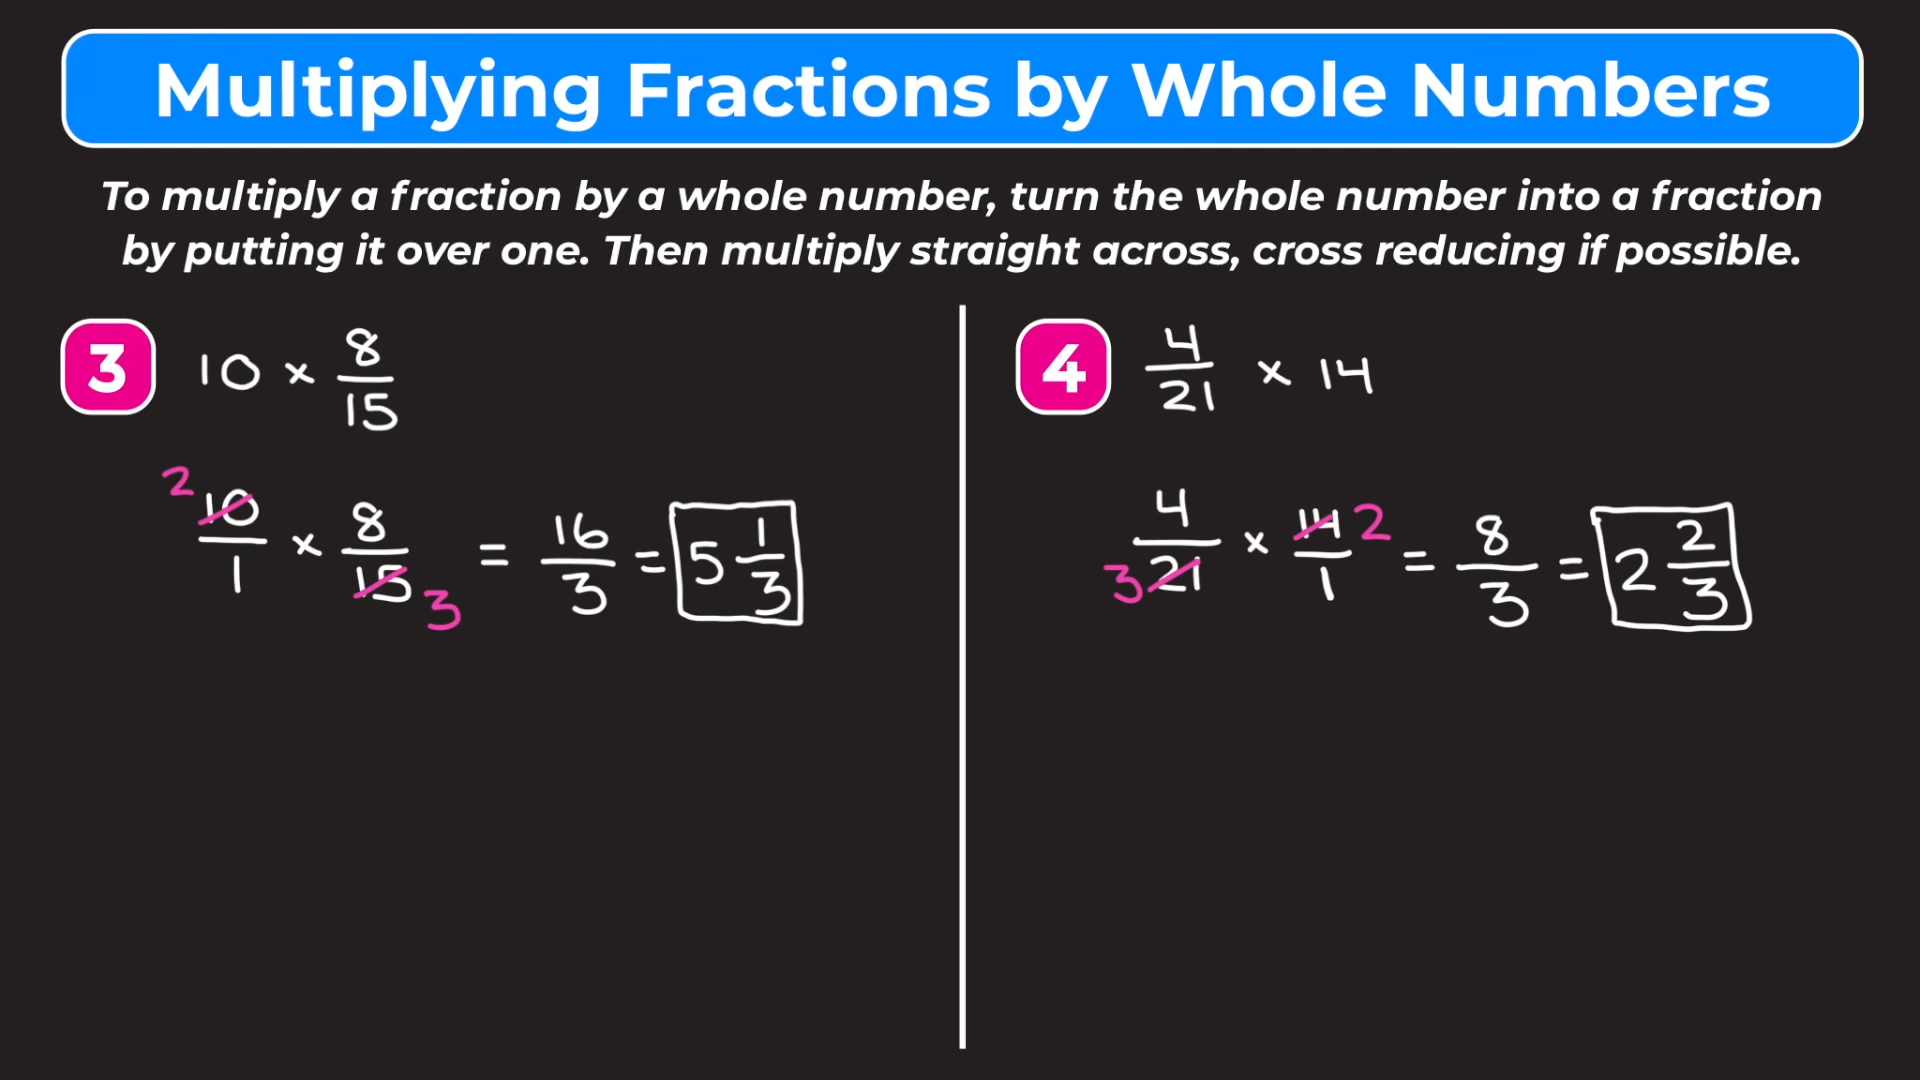 Multiplying Fractions by Whole Numbers
To multiply a fraction by a whole number, turn the whole number into a fraction
by putting it over one. Then multiply straight across, cross reducing if possible.
3 10 × 8/15
2 10/1 × 8/15 3 = 16/3 = 5 1/3
4 4/21 × 14
4/21 3 × 14/1 2 = 8/3 = 2 2/3